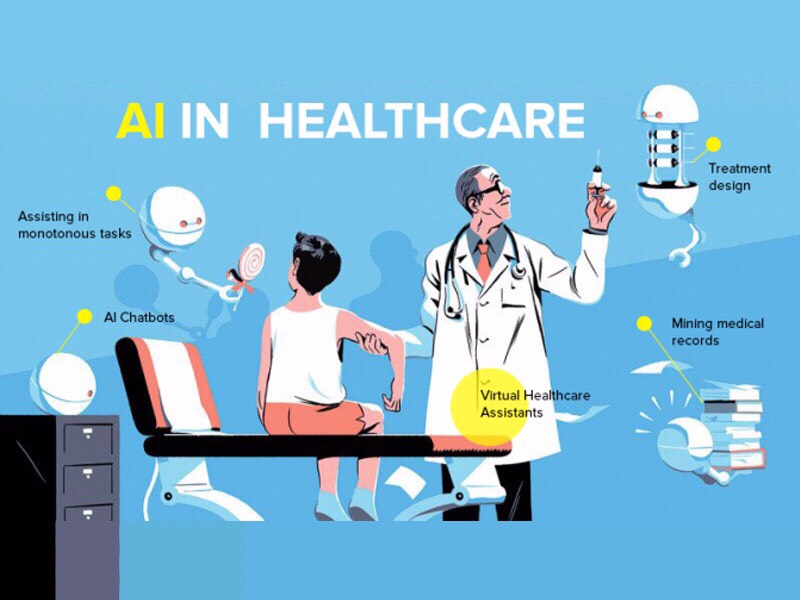 AI IN HEALTHCARE
Treatment
design
Assisting in
monotonous tasks
AI Chatbots
Mining medical
records
Virtual Healthcare
Assistants